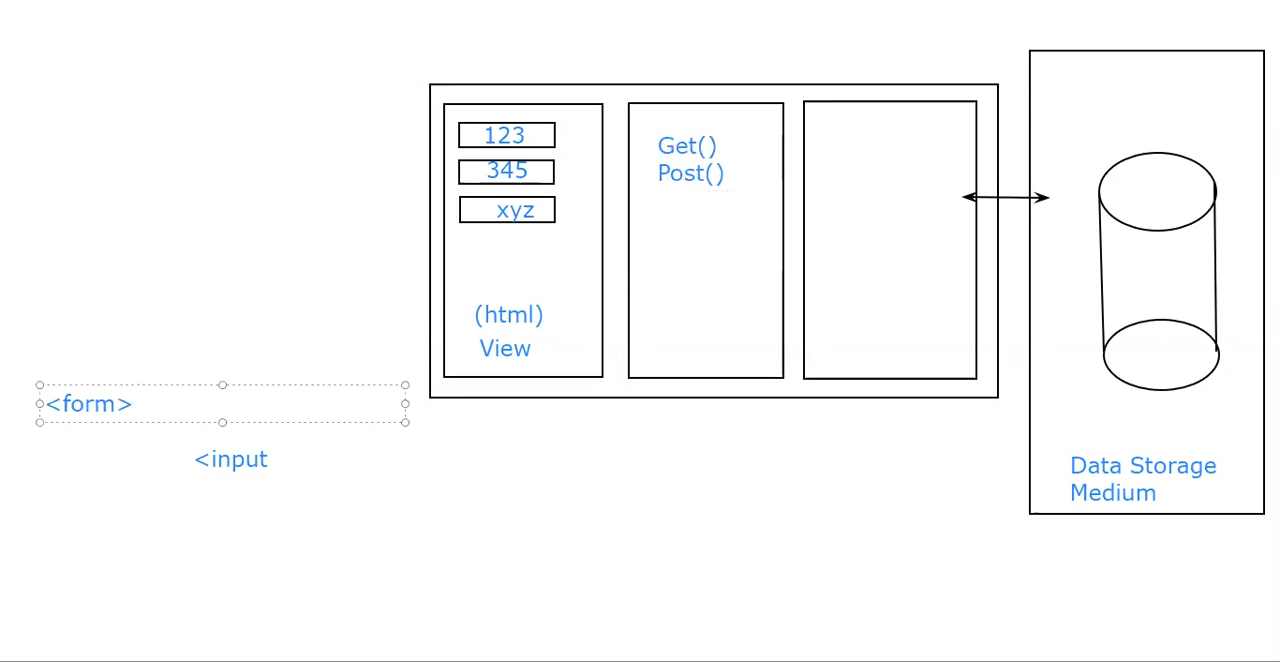 123
345
xyz
(html)
View
Get()
Post()
<form>
<input
Data Storage
Medium